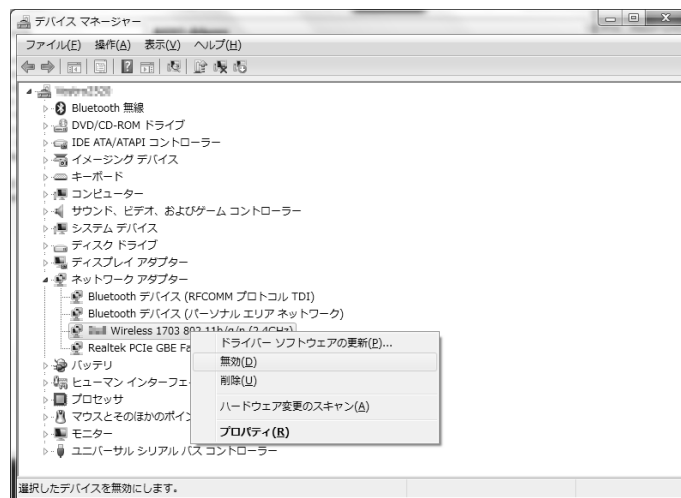 デバイス マネージャー
ファイル(F) 操作(A) 表示(V) ヘルプ(H)
Bluetooth 無線
DVD/CD-ROM ドライブ
IDE ATA/ATAPI コントローラー
イメージング デバイス
キーボード
コンピューター
サウンド、ビデオ、およびゲーム コントローラー
システム デバイス
ディスク ドライブ
ディスプレイ アダプター
ネットワーク アダプター
Bluetooth デバイス (RFCOMM プロトコル TDI)
Bluetooth デバイス (パーソナル エリア ネットワーク)
Wireless 1703 802.11b/g/n (2.4GHz)
Realtek PCIe GBE Fa
バッテリ
ヒューマン インターフェイ
プロセッサ
マウスとそのほかのポイン
モニター
ユニバーサル シリアル バス コントローラー
ドライバー ソフトウェアの更新(P)...
無効(D)
削除(U)
ハードウェア変更のスキャン(A)
プロパティ(R)
選択したデバイスを無効にします。